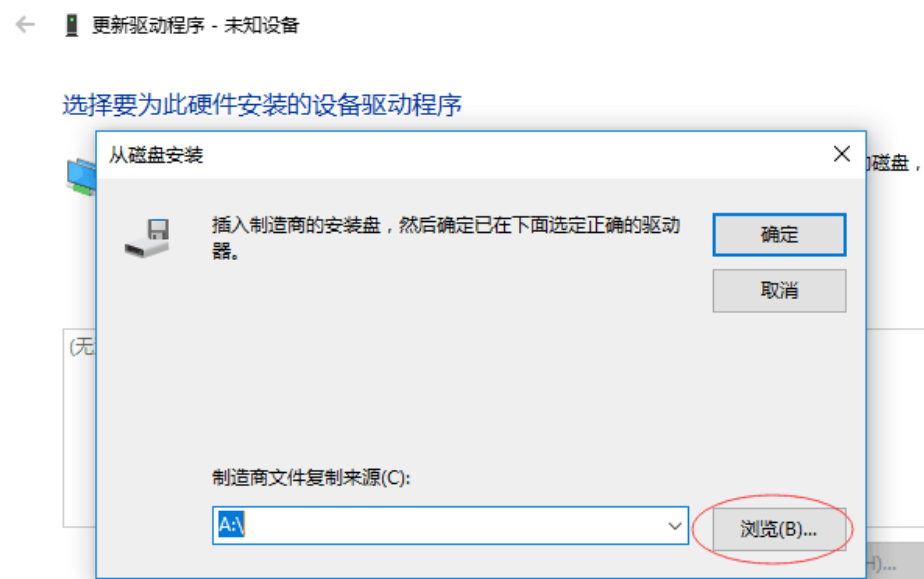 更新驱动程序 - 未知设备
选择要为此硬件安装的设备驱动程序
从磁盘安装
磁盘，
插入制造商的安装盘，然后确定已在下面选定正确的驱动
器。
确定
取消
(无
制造商文件复制来源(C):
A:\
浏览(B)...
H)...